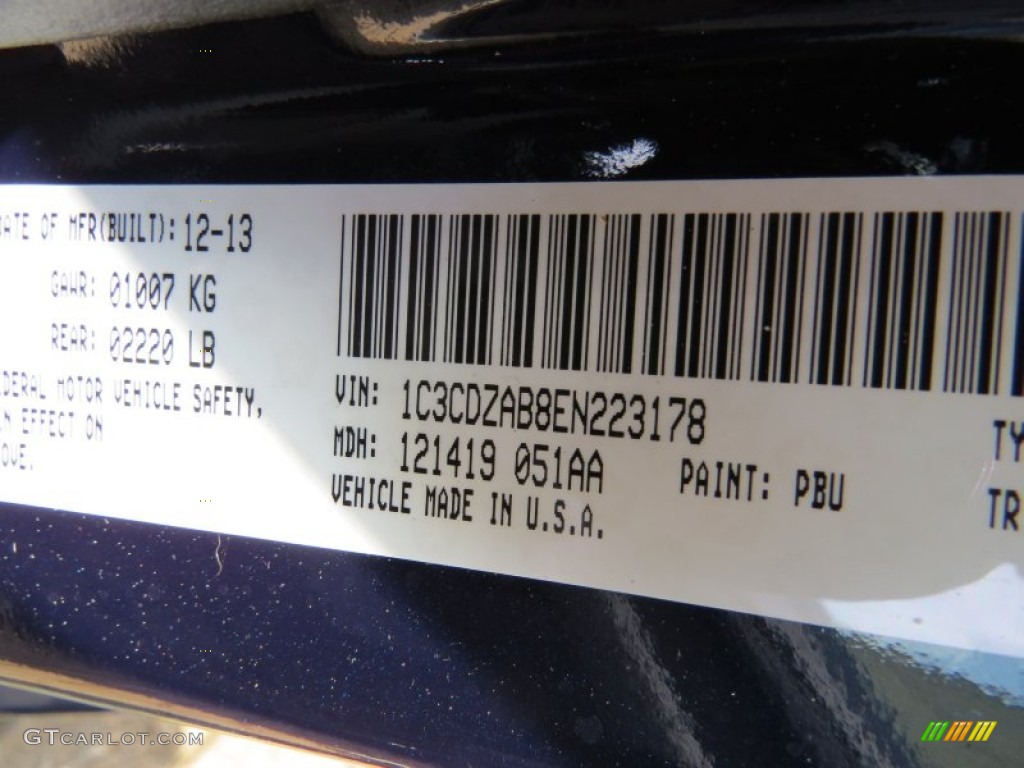 DATE OF MFR(BUILT): 12-13
GAWR: 01007 KG
REAR: 02220 LB
DERAL MOTOR VEHICLE SAFETY,
N EFFECT ON
OVE.
VIN: 1C3CDZAB8EN223178
MDH: 121419 051AA
PAINT: PBU
VEHICLE MADE IN U.S.A.
TY
TR
GTCARLOT.COM